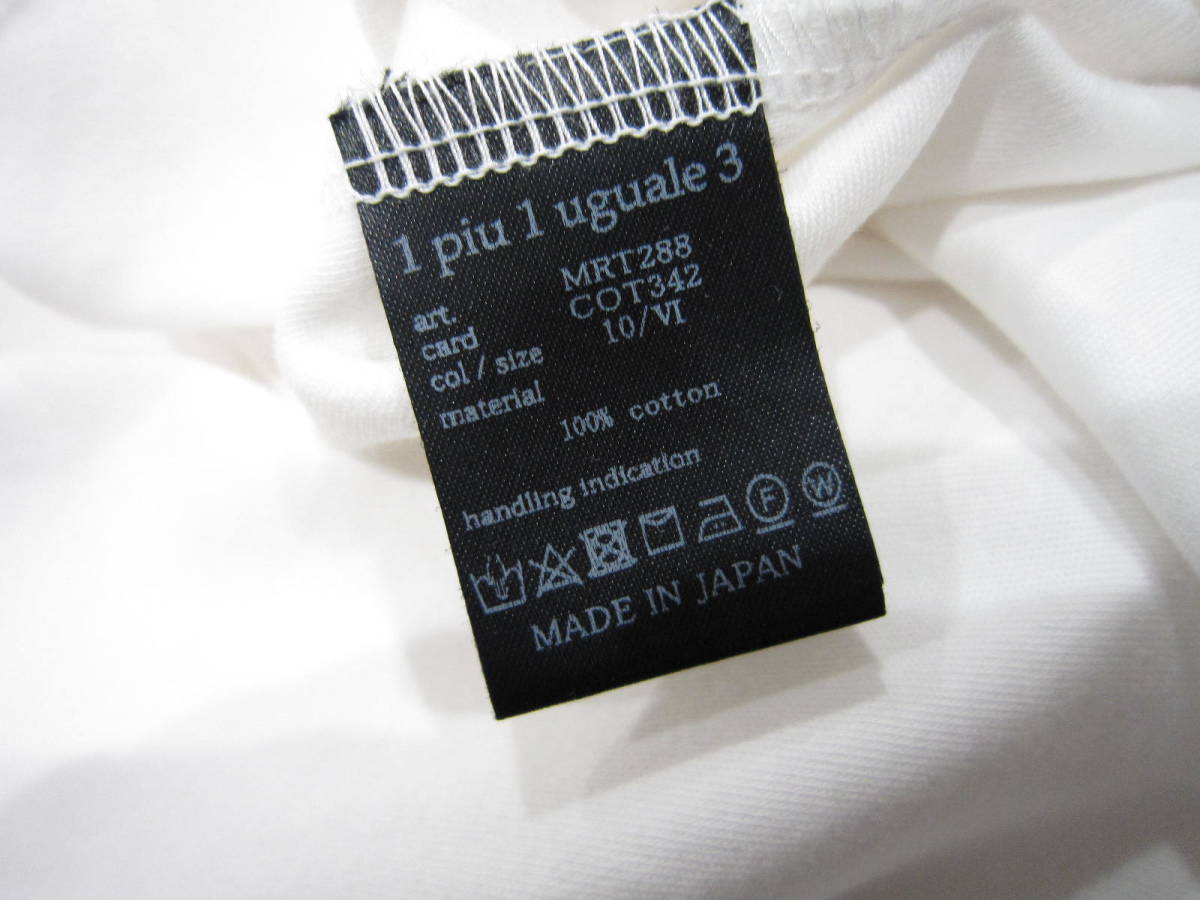 1 piu 1 uguale 3
art. MRT288
card COT342
col / size 10/VI
material
100% cotton
handling indication
F W
MADE IN JAPAN